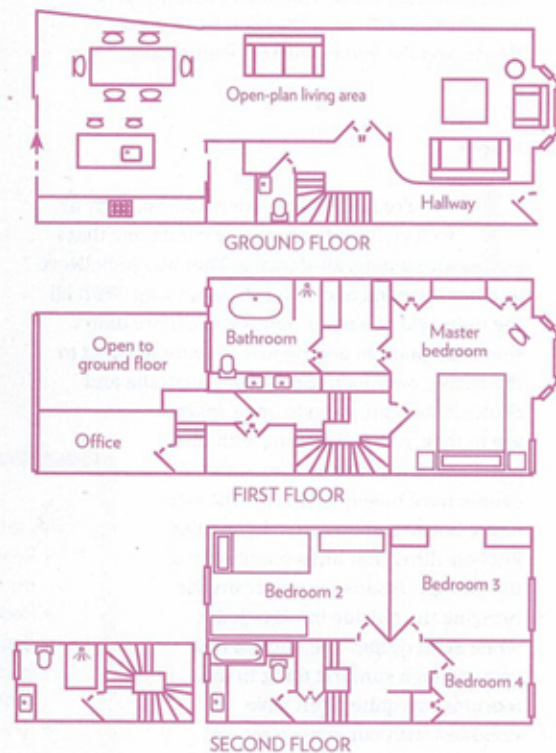 Open-plan living area
Hallway
GROUND FLOOR
Open to
ground floor
Bathroom
Master
bedroom
Office
FIRST FLOOR
Bedroom 2
Bedroom 3
Bedroom 4
SECOND FLOOR